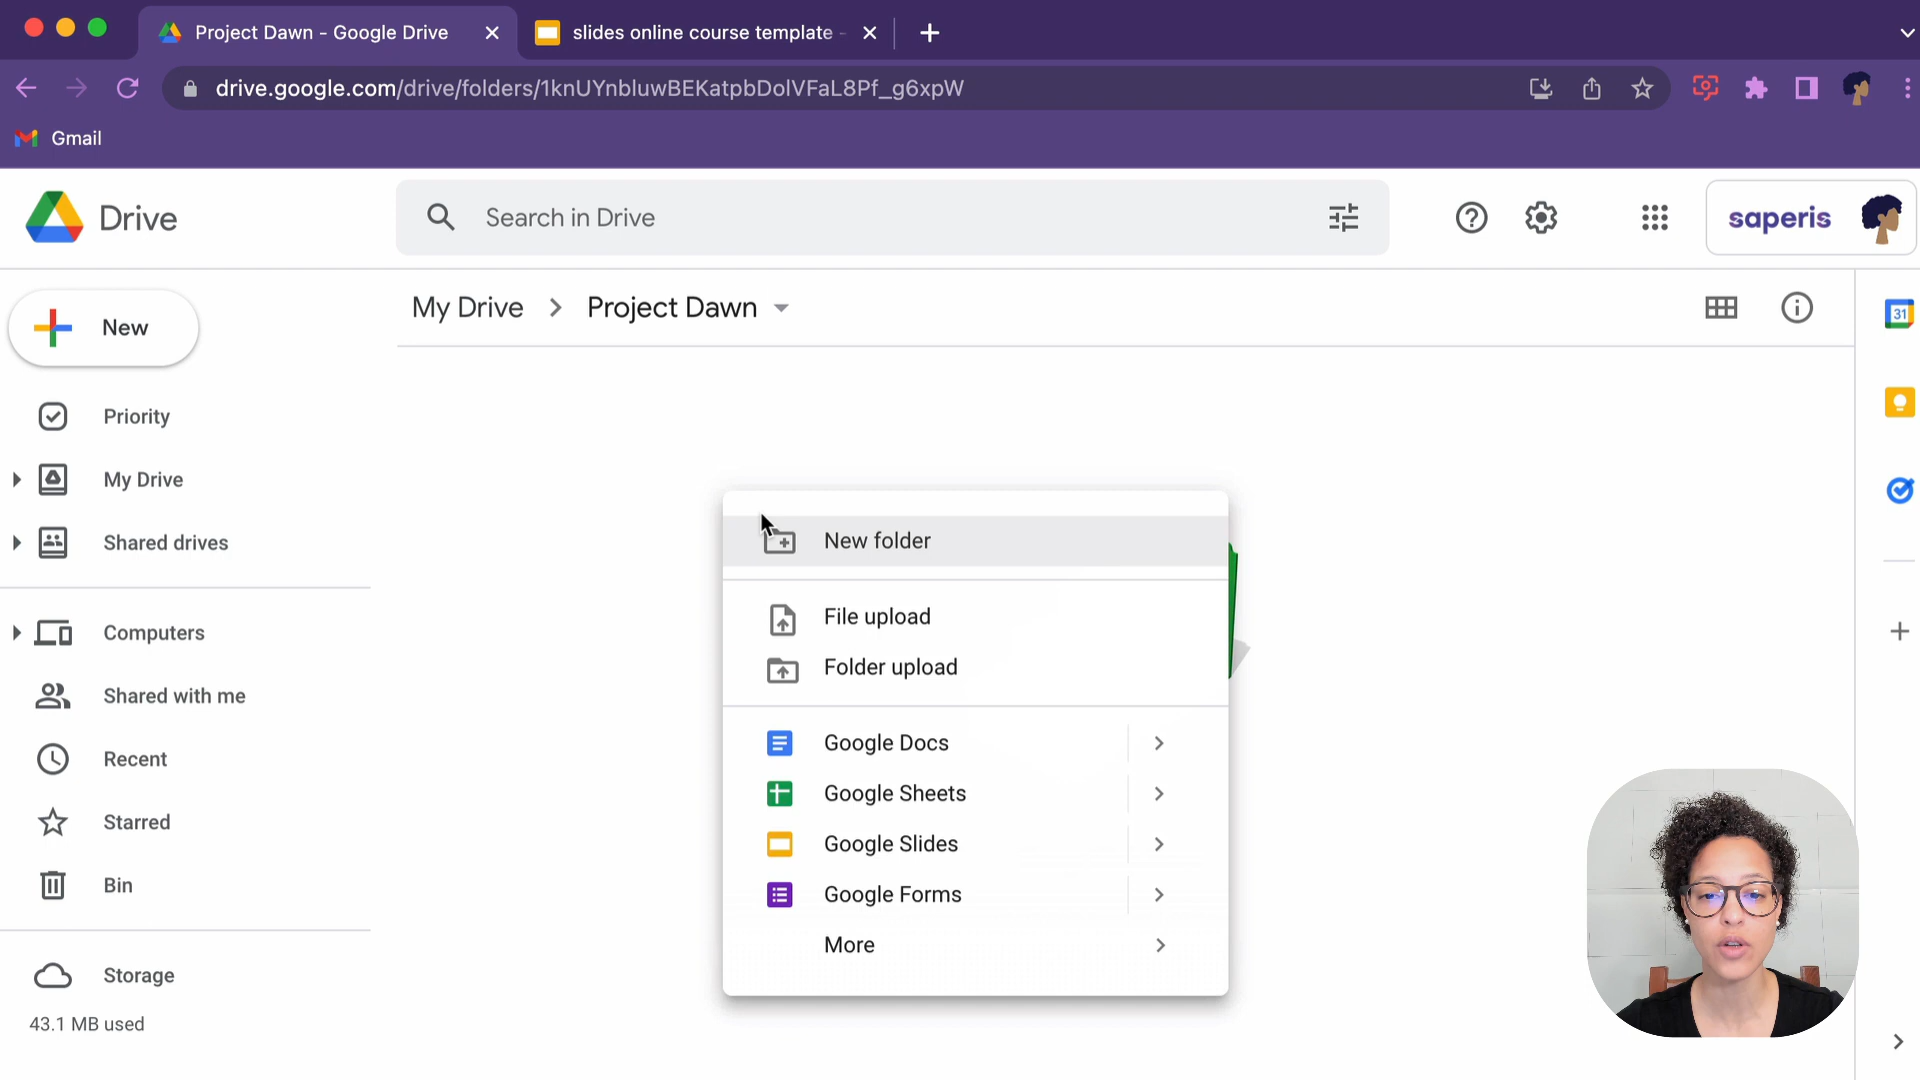 Project Dawn - Google Drive
slides online course template -
drive.google.com/drive/folders/1knUYnbluwBEKatpbDolVFaL8Pf_g6xpW
Gmail
Drive
Search in Drive
saperis
New
My Drive
Project Dawn
31
Priority
My Drive
Shared drives
Computers
Shared with me
Recent
Starred
Bin
Storage
43.1 MB used
New folder
File upload
Folder upload
Google Docs
Google Sheets
Google Slides
Google Forms
More